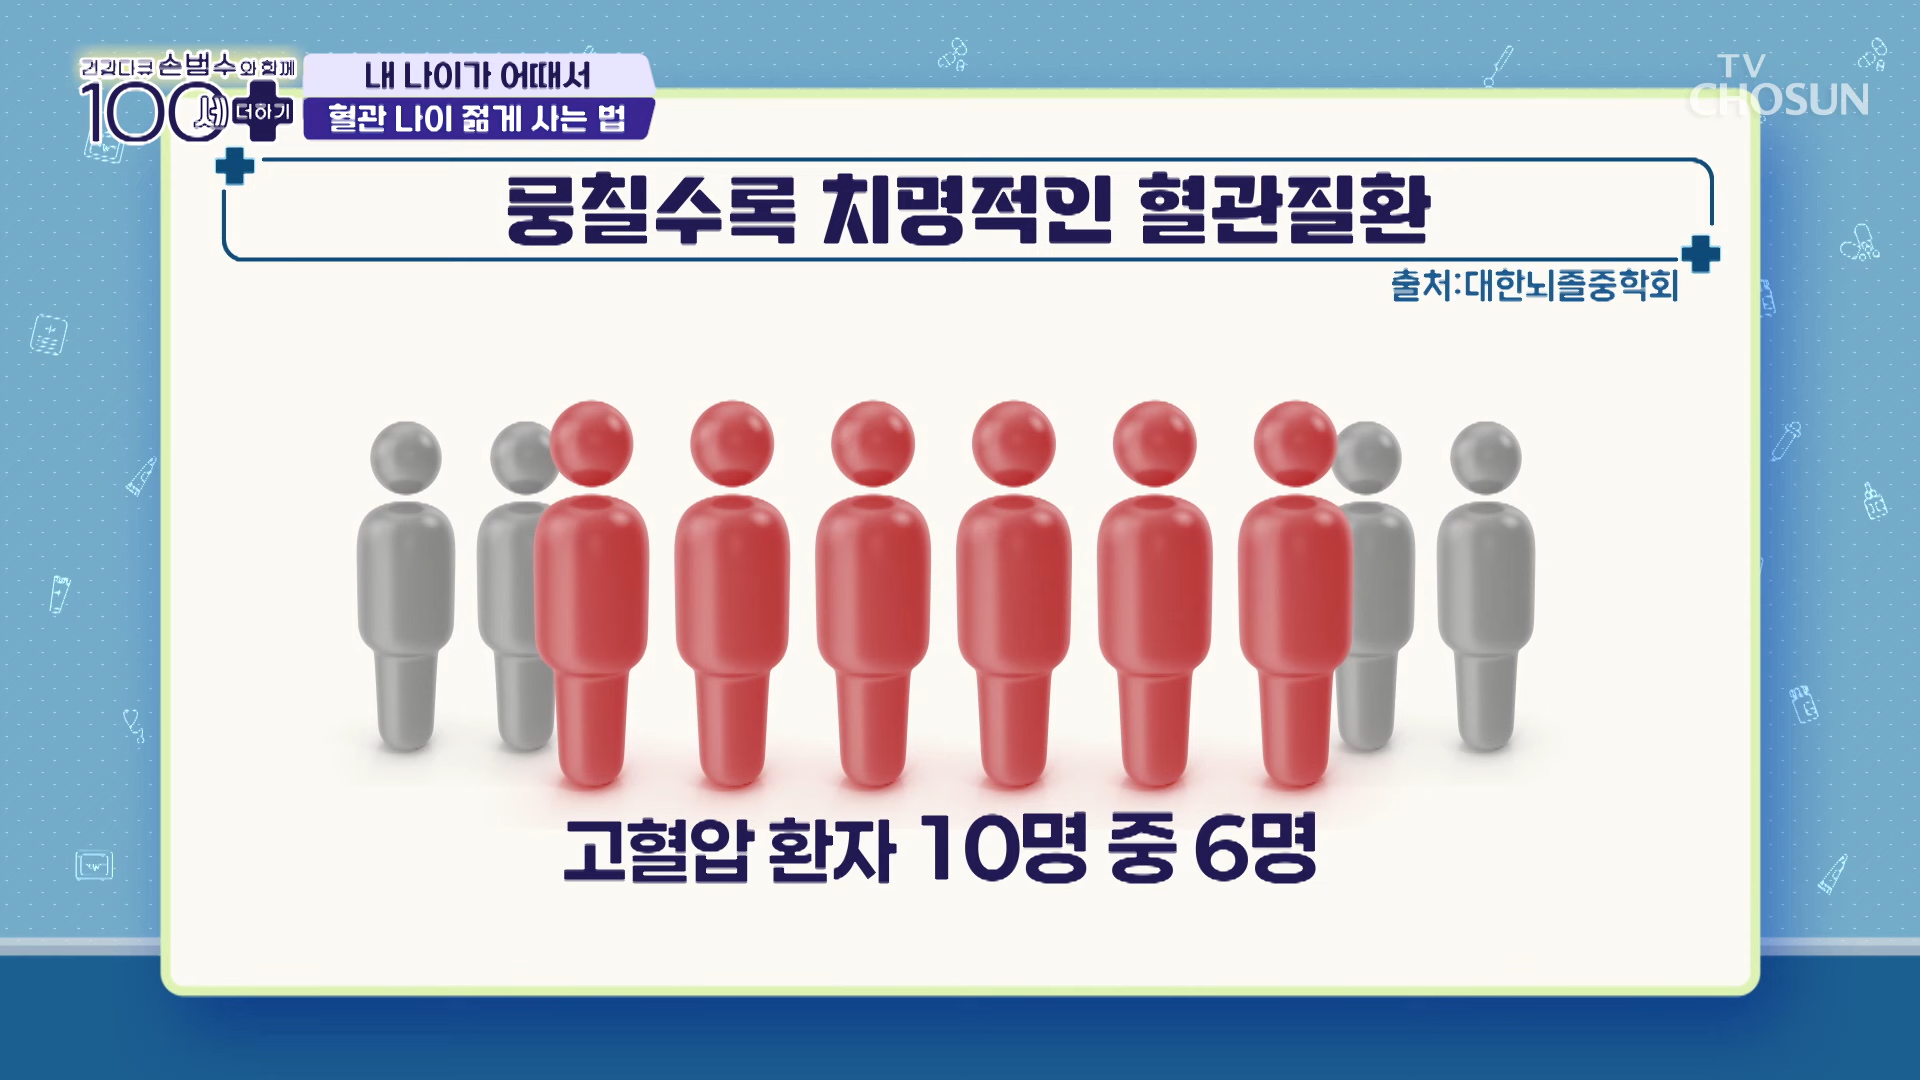 건강다큐 손범수와 함께
100세 더하기
내 나이가 어때서
혈관 나이 젊게 사는 법
TV
CHOSUN
뭉칠수록 치명적인 혈관질환
출처:대한뇌졸중학회
고혈압 환자 10명 중 6명